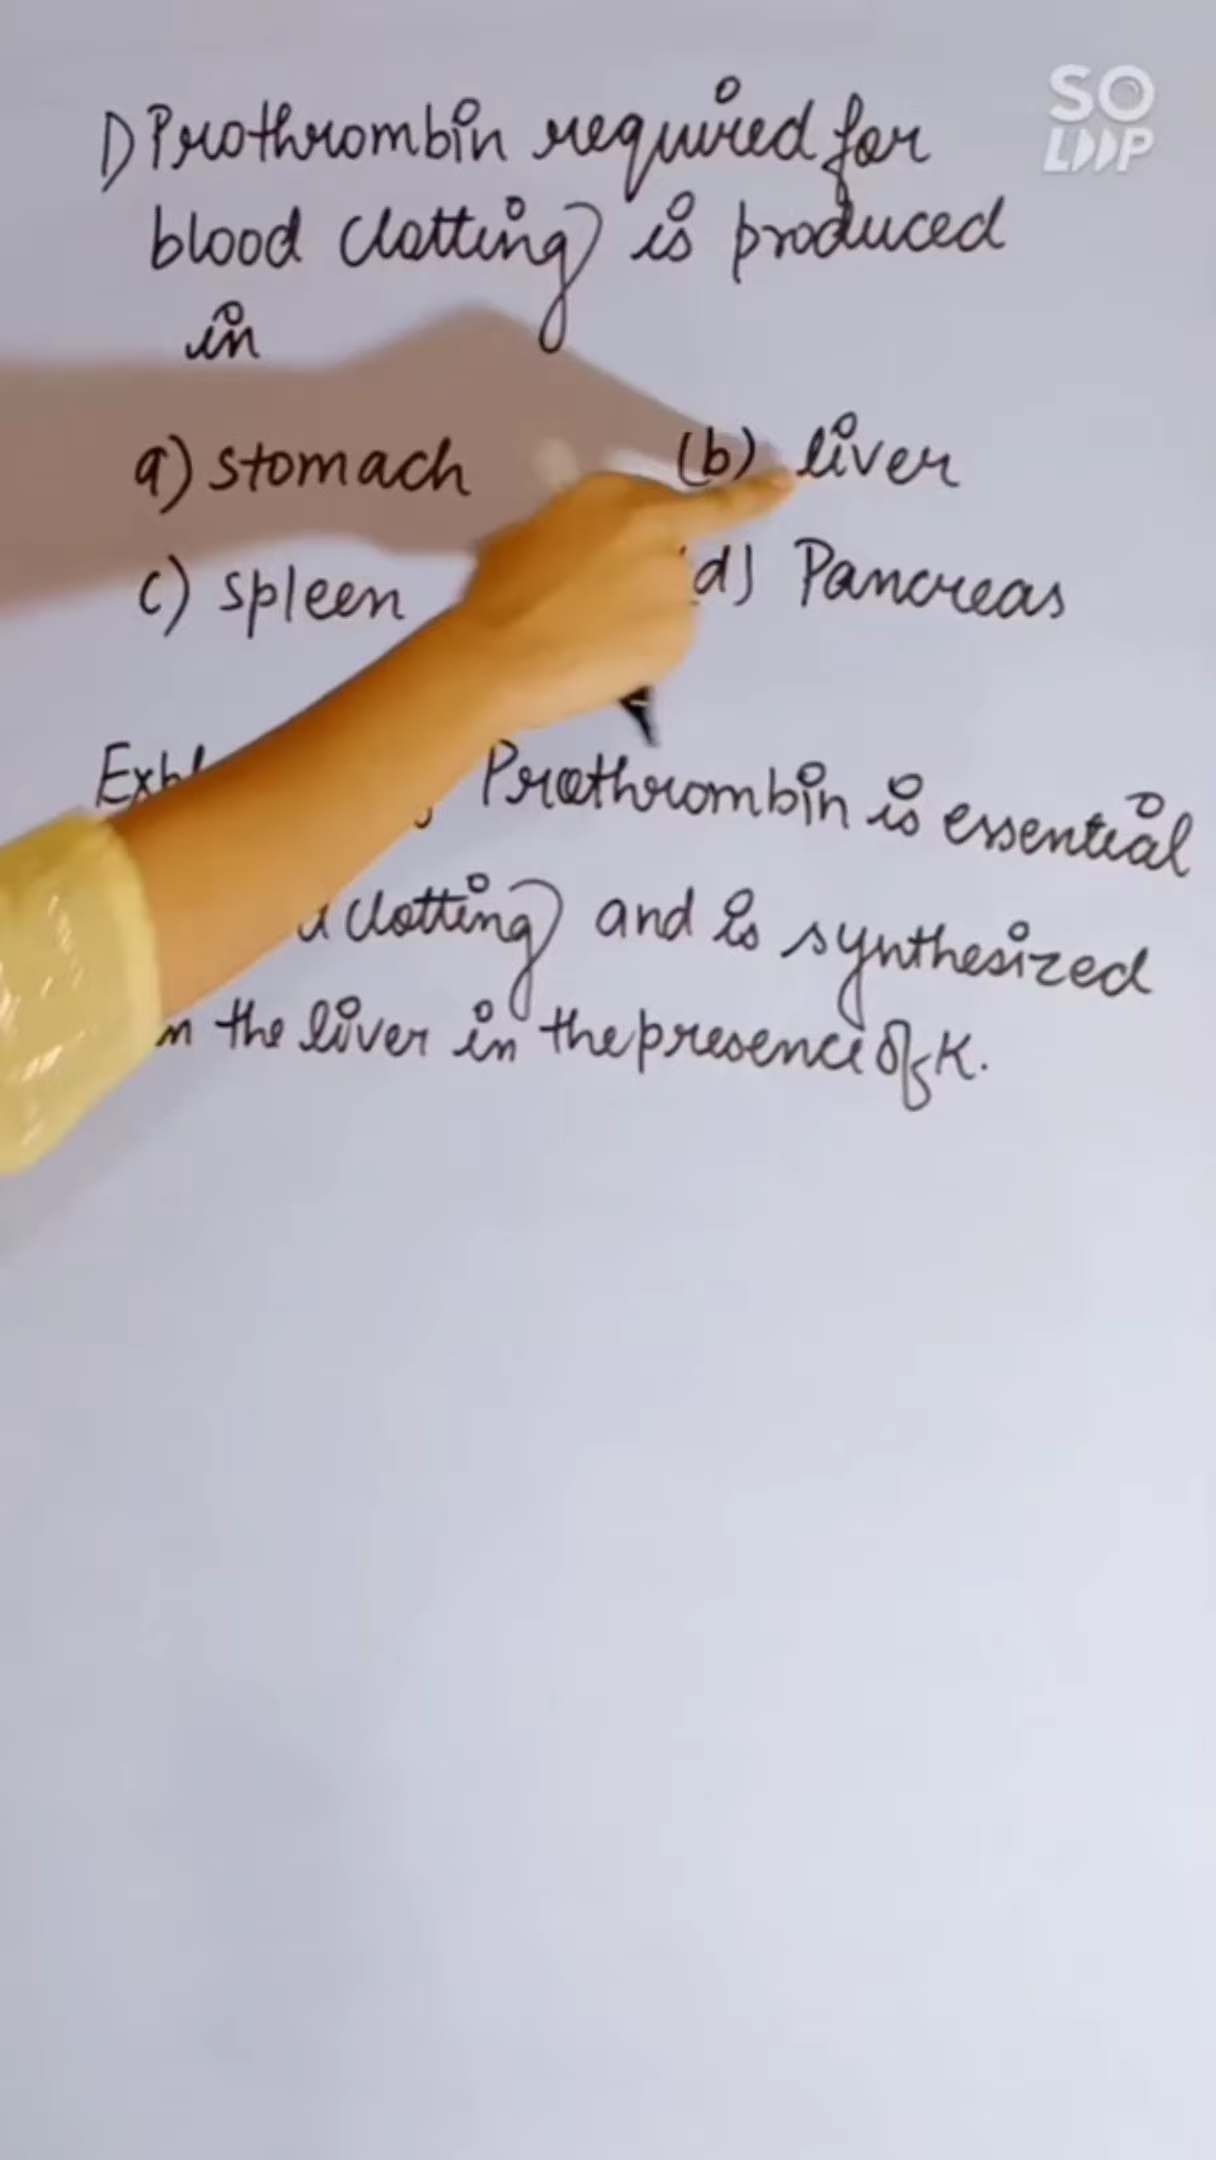 1) Prothrombin required for
blood clotting is produced
in
a) stomach (b) liver
c) spleen d) Pancreas
Prothrombin is essential
clotting and is synthesized
the liver in the presence of K.
SO
LOOP